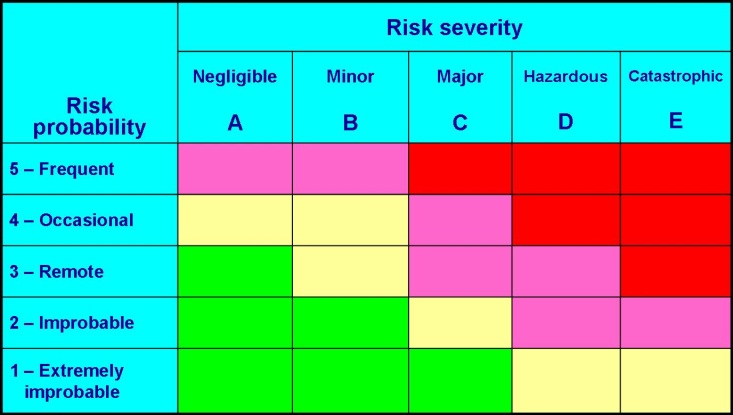 Risk severity
Risk
probability
Negligible
A
Minor
B
Major
C
Hazardous
D
Catastrophic
E
5 – Frequent
4 – Occasional
3 – Remote
2 – Improbable
1 – Extremely
improbable